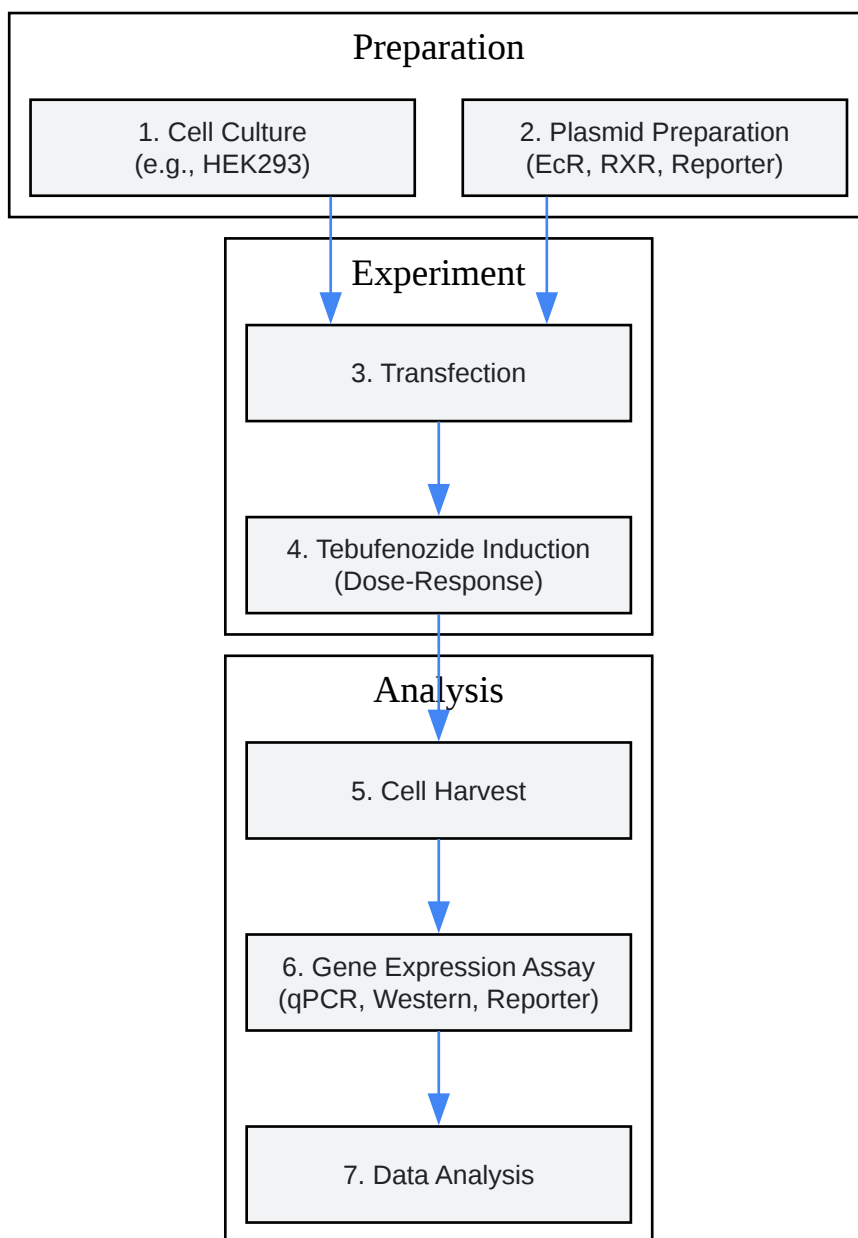 Preparation
1. Cell Culture
(e.g., HEK293)
2. Plasmid Preparation
(EcR, RXR, Reporter)
Experiment
3. Transfection
4. Tebufenozide Induction
(Dose-Response)
Analysis
5. Cell Harvest
6. Gene Expression Assay
(qPCR, Western, Reporter)
7. Data Analysis